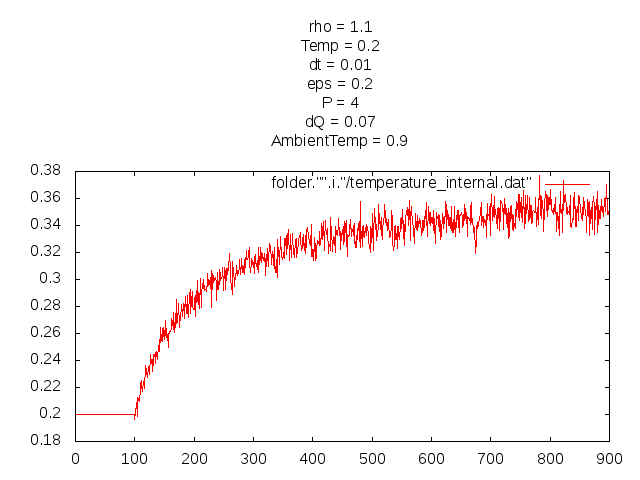 rho = 1.1
Temp = 0.2
dt = 0.01
eps = 0.2
P = 4
dQ = 0.07
AmbientTemp = 0.9
folder."".i."/temperature_internal.dat"
0.38
0.36
0.34
0.32
0.3
0.28
0.26
0.24
0.22
0.2
0.18
0 100 200 300 400 500 600 700 800 900